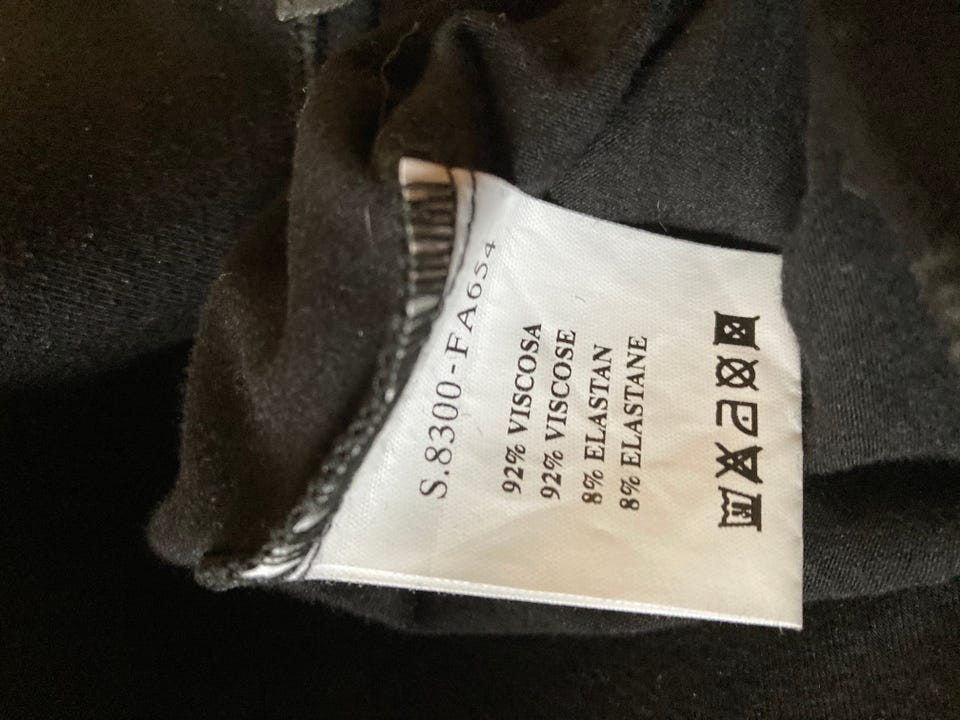 S.8300-FA654
92% VISCOSA
92% VISCOSE
8% ELASTAN
8% ELASTANE